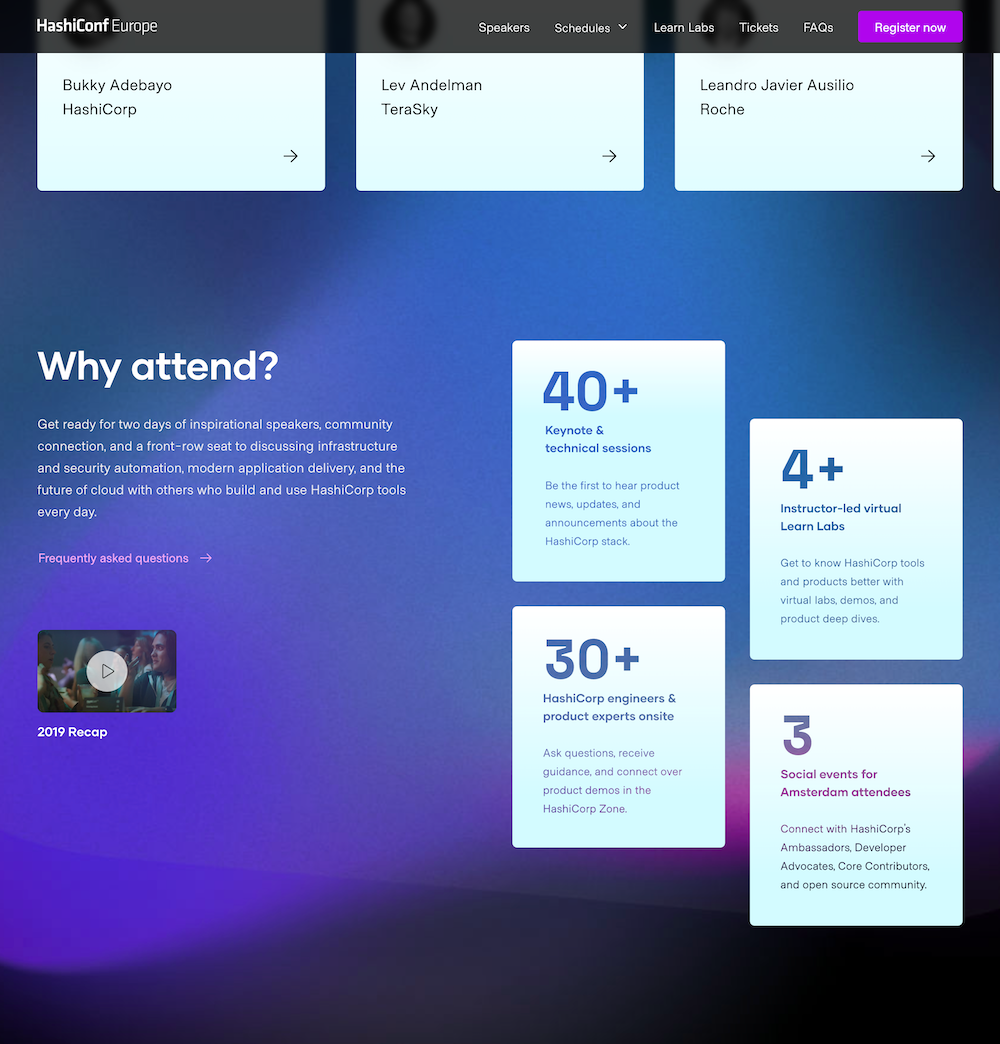 HashiConf Europe
Speakers
Schedules
Learn Labs
Tickets
FAQs
Register now
Bukky Adebayo
HashiCorp
Lev Andelman
TeraSky
Leandro Javier Ausilio
Roche
Why attend?
Get ready for two days of inspirational speakers, community
connection, and a front-row seat to discussing infrastructure
and security automation, modern application delivery, and the
future of cloud with others who build and use HashiCorp tools
every day.
Frequently asked questions
2019 Recap
40+
Keynote &
technical sessions
Be the first to hear product
news, updates, and
announcements about the
HashiCorp stack.
4+
Instructor-led virtual
Learn Labs
Get to know HashiCorp tools
and products better with
virtual labs, demos, and
product deep dives.
30+
HashiCorp engineers &
product experts onsite
Ask questions, receive
guidance, and connect over
product demos in the
HashiCorp Zone.
3
Social events for
Amsterdam attendees
Connect with HashiCorp's
Ambassadors, Developer
Advocates, Core Contributors,
and open source community.